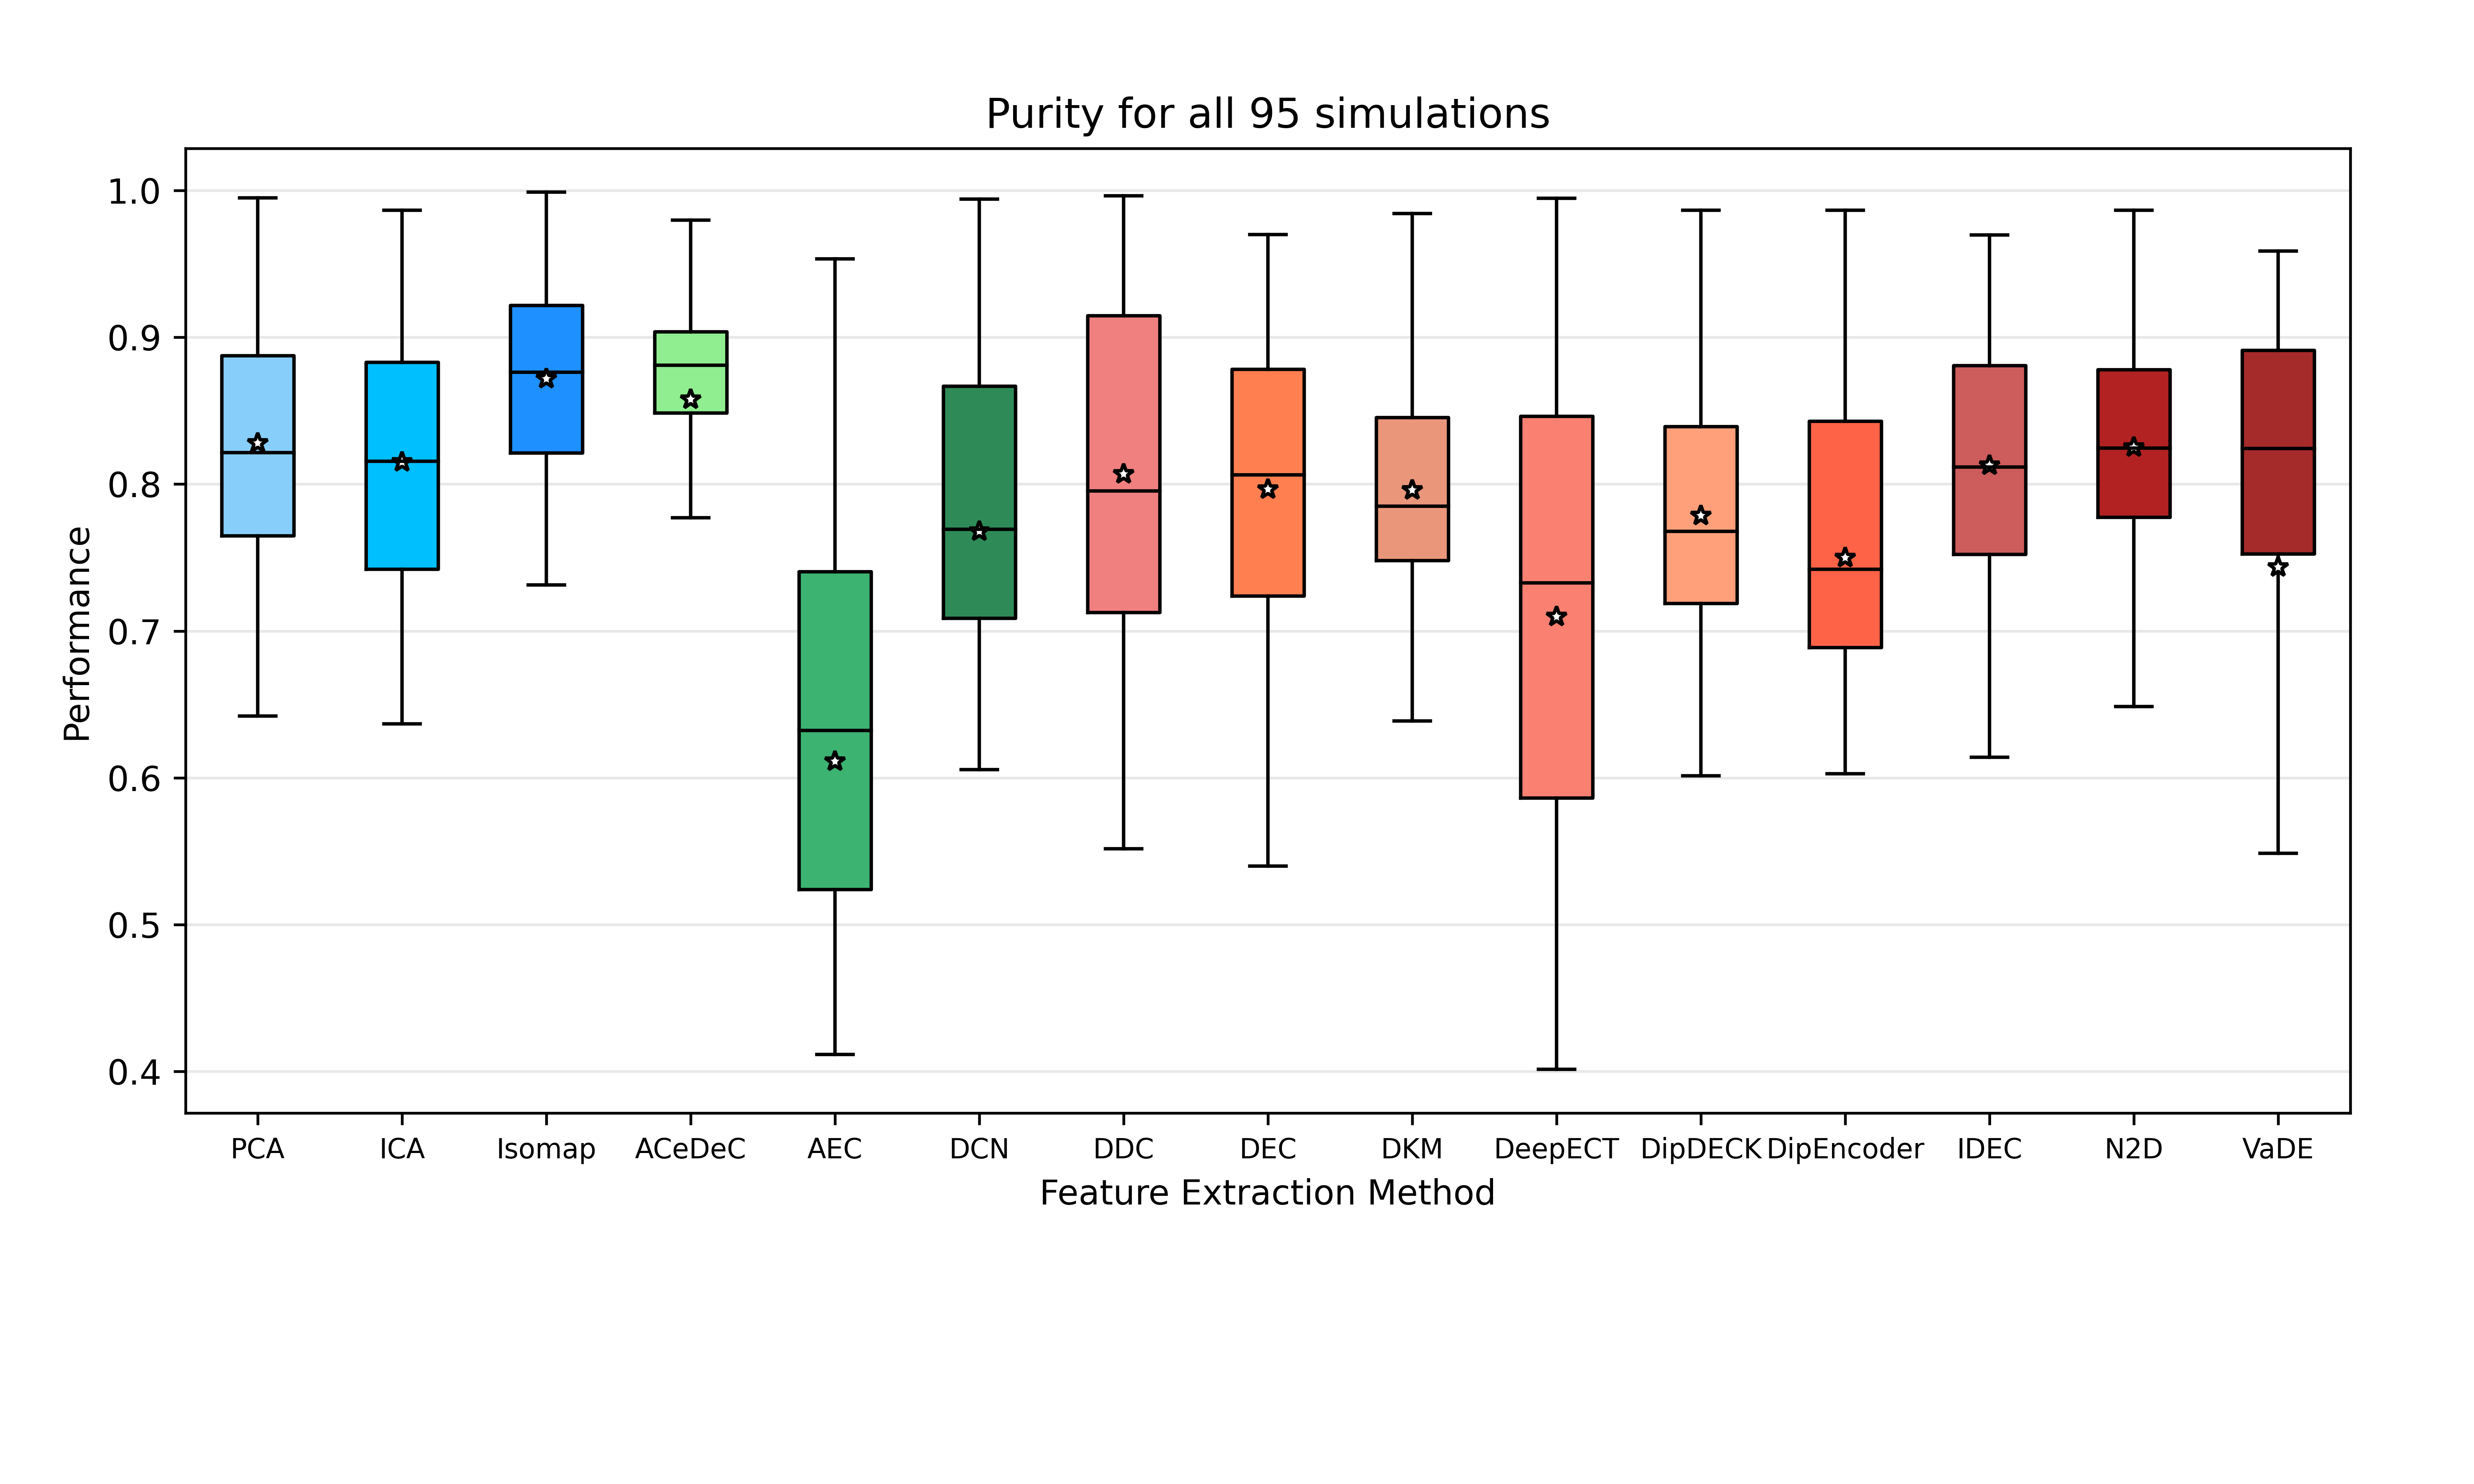 Purity for all 95 simulations
Performance
1.0
0.9
0.8
0.7
0.6
0.5
0.4
PCA ICA Isomap ACeDeC AEC DCN DDC DEC DKM DeepECT DipDECK DipEncoder IDEC N2D VaDE
Feature Extraction Method